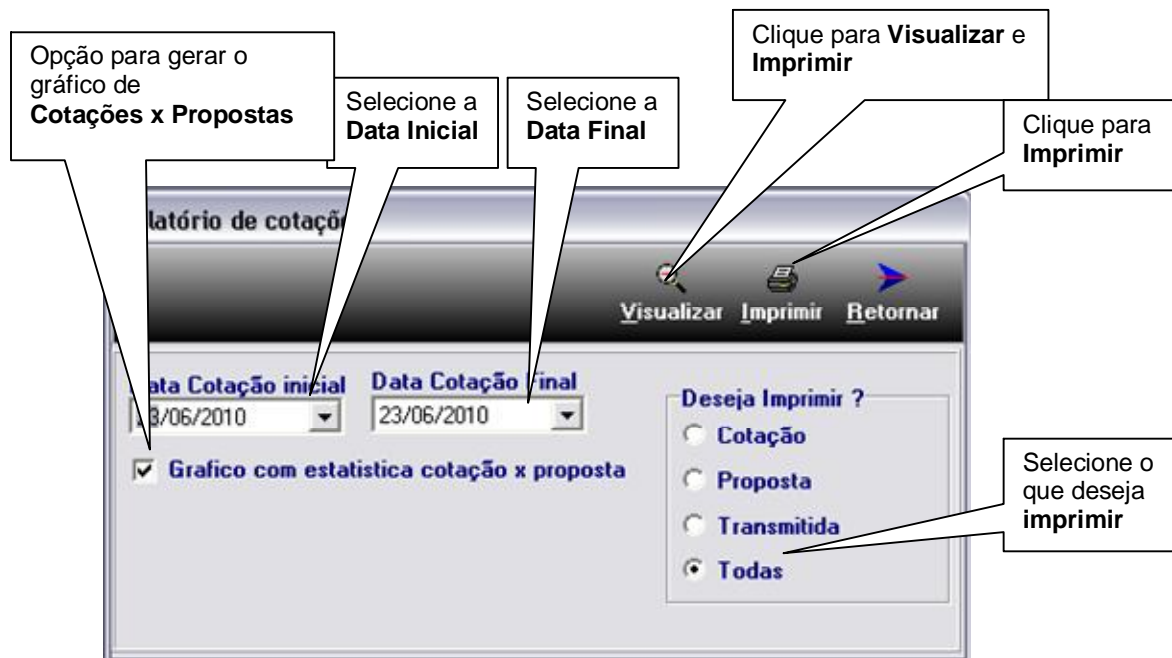 Opção para gerar o
gráfico de
Cotações x Propostas
Selecione a
Data Inicial
Selecione a
Data Final
Clique para Visualizar e
Imprimir
Clique para
Imprimir
latório de cotaçõ
Visualizar Imprimir Retornar
ata Cotação inicial Data Cotação Final
23/06/2010 23/06/2010
Grafico com estatistica cotação x proposta
Deseja Imprimir ?
Cotação
Proposta
Transmitida
Todas
Selecione o
que deseja
imprimir